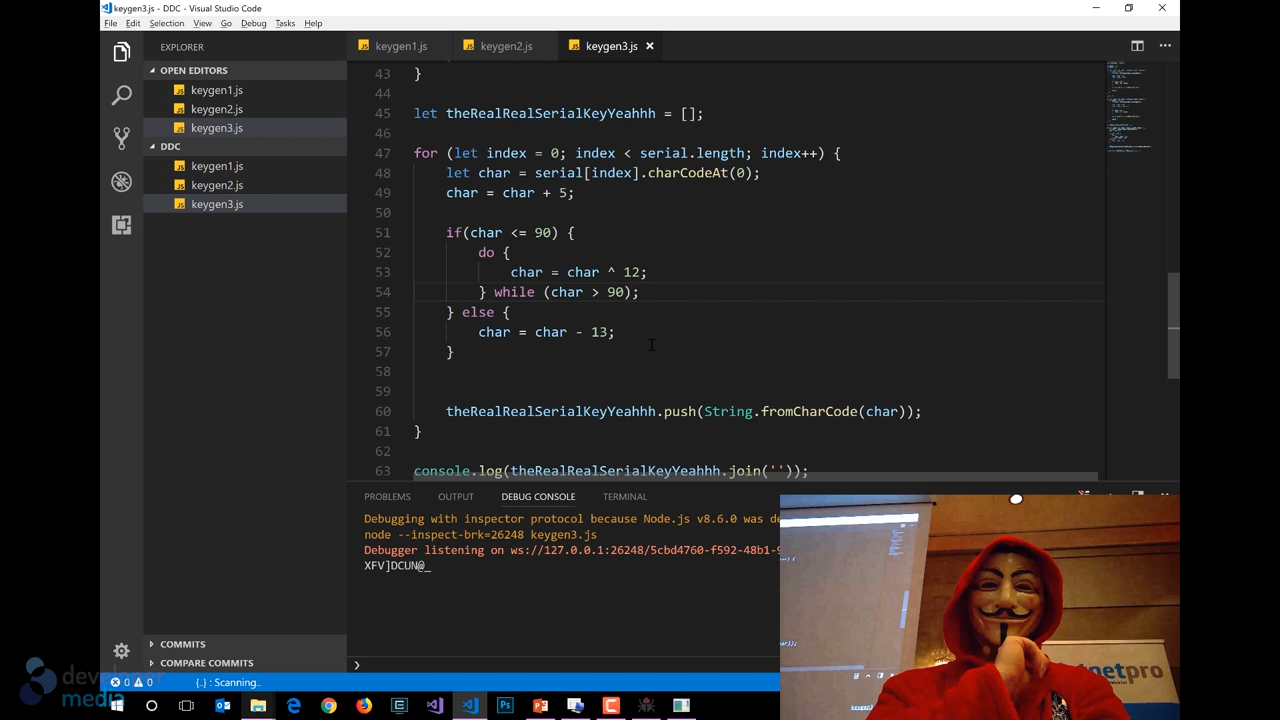 keygen3.js - DDC - Visual Studio Code
File Edit Selection View Go Debug Tasks Help
EXPLORER
OPEN EDITORS
keygen1.js
keygen2.js
keygen3.js
DDC
keygen1.js
keygen2.js
keygen3.js
COMMITS
COMPARE COMMITS
keygen1.js keygen2.js keygen3.js
43 }
44
45 let theRealRealSerialKeyYeahhh = [];
46
47 for (let index = 0; index < serial.length; index++) {
48 let char = serial[index].charCodeAt(0);
49 char = char + 5;
50
51 if(char <= 90) {
52 do {
53 char = char ^ 12;
54 } while (char > 90);
55 } else {
56 char = char - 13;
57 }
58
59
60 theRealRealSerialKeyYeahhh.push(String.fromCharCode(char));
61 }
62
63 console.log(theRealRealSerialKeyYeahhh.join(''));
PROBLEMS OUTPUT DEBUG CONSOLE TERMINAL
Debugging with inspector protocol because Node.js v8.6.0 was de
node --inspect-brk=26248 keygen3.js
Debugger listening on ws://127.0.0.1:26248/5cbd4760-f592-48b1-9
XFV]DCUN@_
0 0 {..} : Scanning..
developer
media
netpro